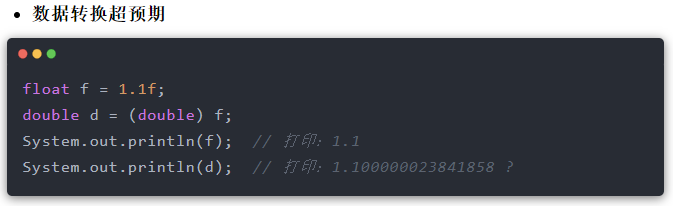 数据转换超预期
float f = 1.1f;
double d = (double) f;
System.out.println(f);  // 打印：1.1
System.out.println(d);  // 打印：1.100000023841858 ?